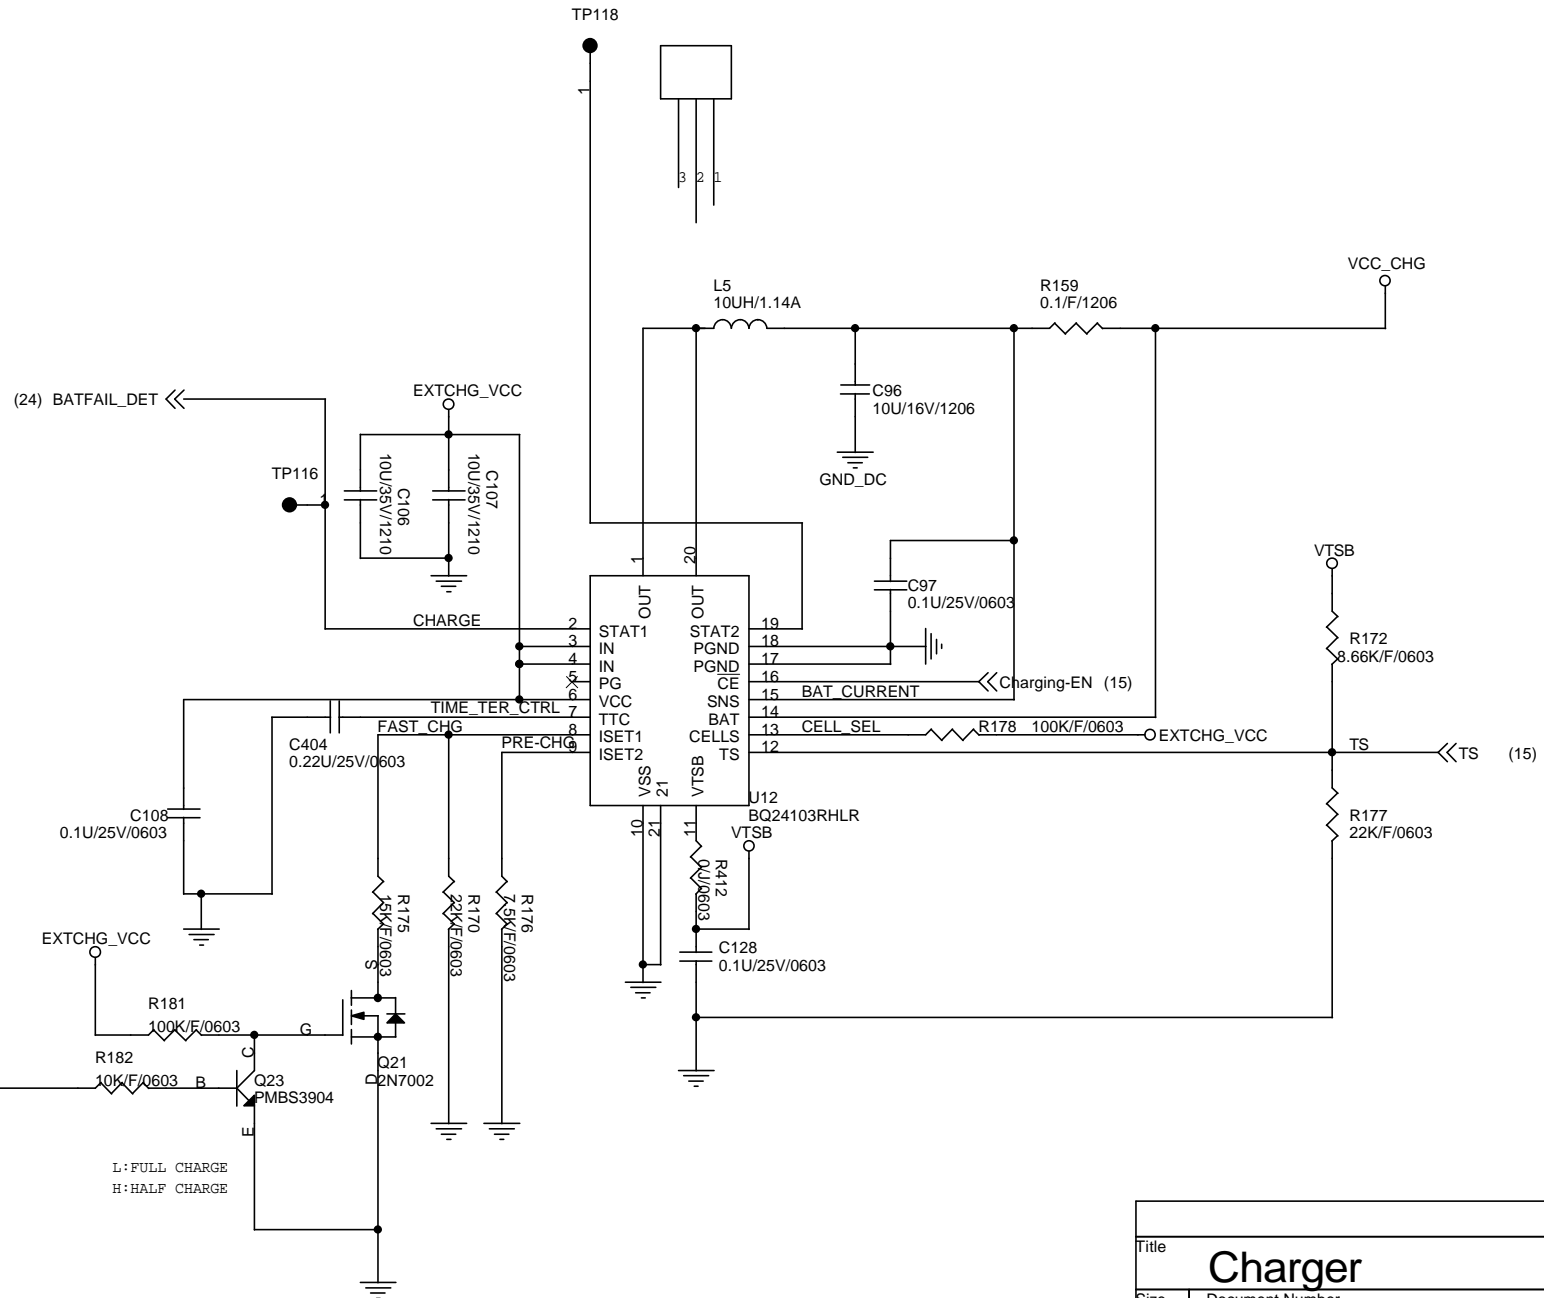 TP118
1
3 2 1
VCC_CHG
L5
10UH/1.14A
R159
0.1/F/1206
(24) BATFAIL_DET
EXTCHG_VCC
C96
10U/16V/1206
GND_DC
TP116
1
C106
10U/35V/1210
C107
10U/35V/1210
1
20
VTSB
OUT
OUT
C97
0.1U/25V/0603
CHARGE
2
STAT1
STAT2
19
3
IN
PGND
18
4
IN
PGND
17
5
PG
CE
16
Charging-EN (15)
6
VCC
SNS
15
BAT_CURRENT
TIME_TER_CTRL
7
TTC
BAT
14
FAST_CHG
8
ISET1
CELLS
13
CELL_SEL
R178 100K/F/0603
EXTCHG_VCC
PRE-CHG
9
ISET2
TS
12
TS
TS (15)
R172
8.66K/F/0603
C404
0.22U/25V/0603
VSS
21
VTSB
U12
BQ24103RHLR
10
21
11
VTSB
C108
0.1U/25V/0603
R177
22K/F/0603
R175
15K/F/0603
R170
22K/F/0603
R176
7.5K/F/0603
R412
0/J/0603
C128
0.1U/25V/0603
EXTCHG_VCC
R181
100K/F/0603
S
G
D
Q21
2N7002
R182
10K/F/0603
B
C
E
Q23
PMBS3904
L:FULL CHARGE
H:HALF CHARGE
Title
Charger
Size
Document Number